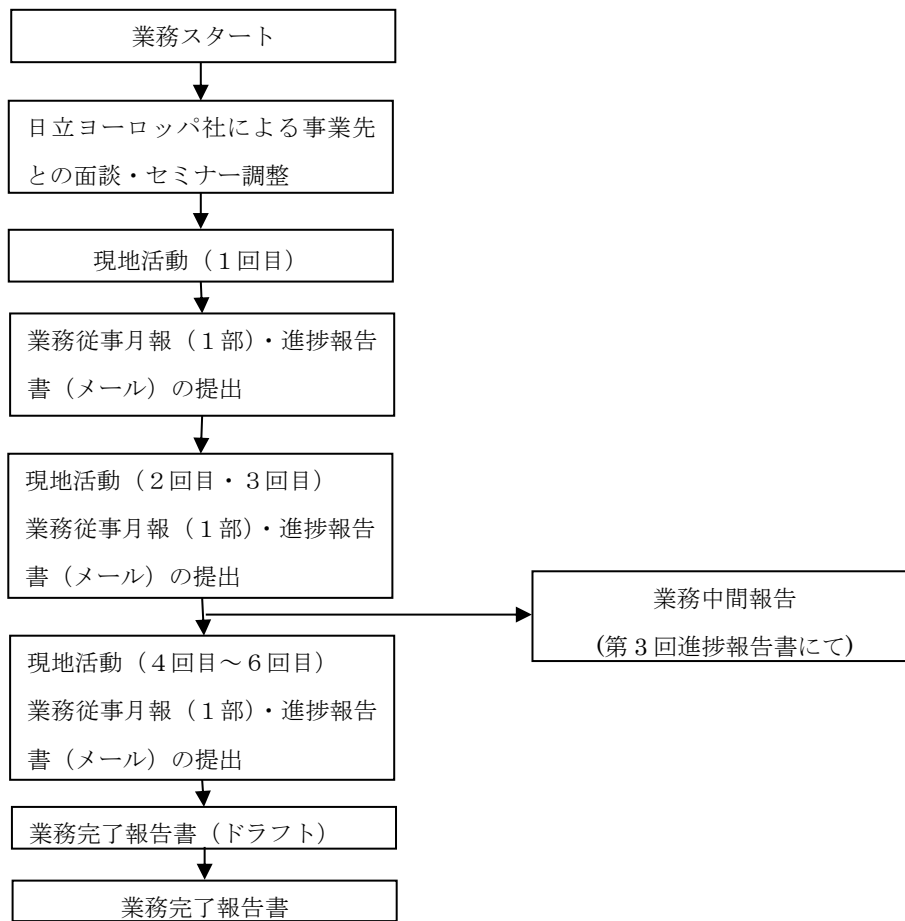 業務スタート
日立ヨーロッパ社による事業先
との面談・セミナー調整
現地活動（１回目）
業務従事月報（１部）・進捗報告
書（メール）の提出
現地活動（２回目・３回目）
業務従事月報（１部）・進捗報告
書（メール）の提出
業務中間報告
(第３回進捗報告書にて)
現地活動（４回目～６回目）
業務従事月報（１部）・進捗報告
書（メール）の提出
業務完了報告書（ドラフト）
業務完了報告書